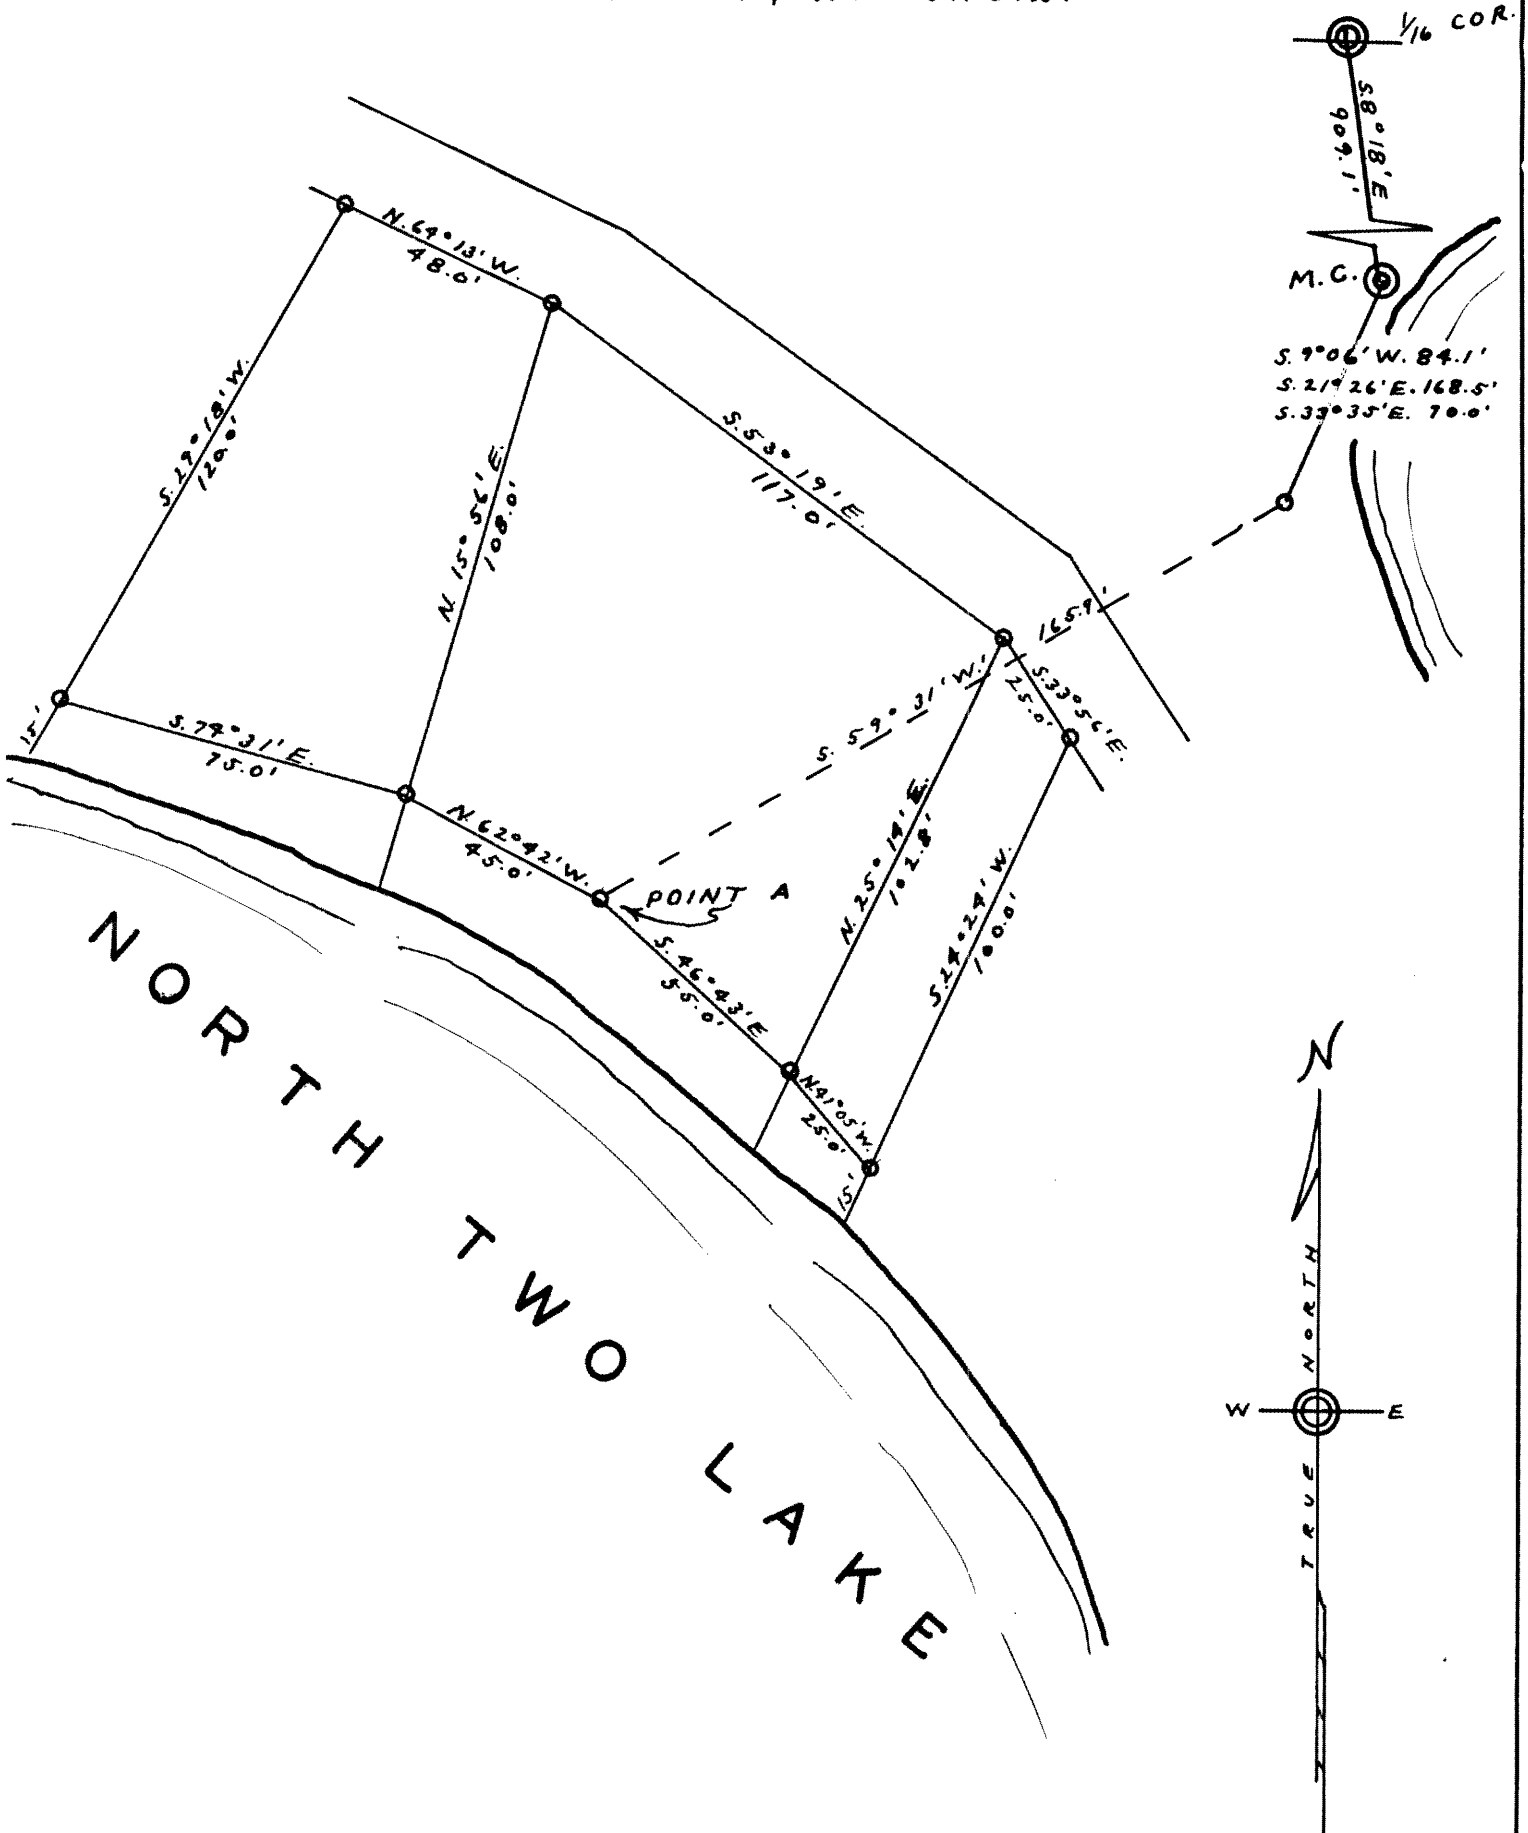 1/16 COR.
S.8°18'E
909.1'
M.C.
S. 9°06'W. 84.1'
S. 21°26'E. 168.5'
S. 33°35'E. 70.0'
N.64°13'W.
48.0'
S.29°18'W.
120.0'
N. 15°56'E.
108.0'
S.53°19'E.
117.0'
165.9'
S. 59° 31' W.
S.33°56'E.
25.0'
15'
S.74°31'E.
75.0'
N.62°42'W.
45.0'
POINT A
N.25°14'E.
102.8'
S.24°24'W.
100.0'
S.46°43'E
55.0'
N.41°05'W.
25.0'
15'
NORTH TWO LAKE
N
TRUE NORTH
W E